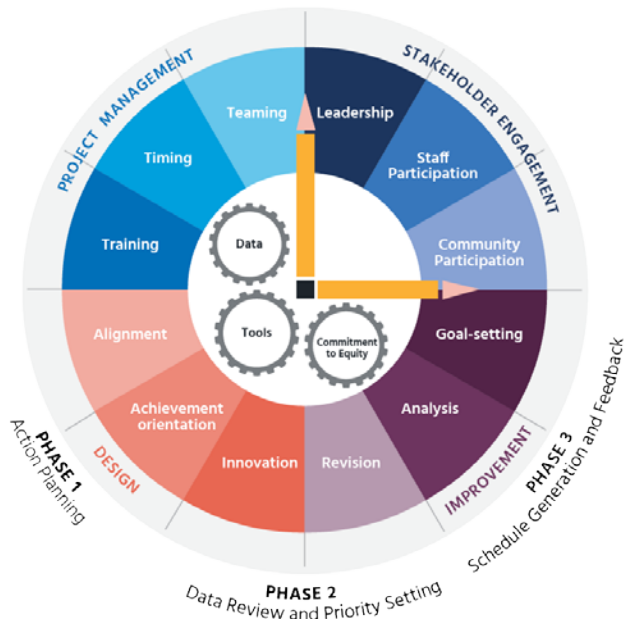 PROJECT MANAGEMENT
STAKEHOLDER ENGAGEMENT
Teaming
Leadership
Timing
Staff
Participation
Training
Community
Participation
Data
Tools
Commitment
to Equity
Alignment
Goal-setting
Achievement
orientation
Analysis
Innovation
Revision
DESIGN
IMPROVEMENT
PHASE 1
Action Planning
PHASE 2
Data Review and Priority Setting
PHASE 3
Schedule Generation and Feedback